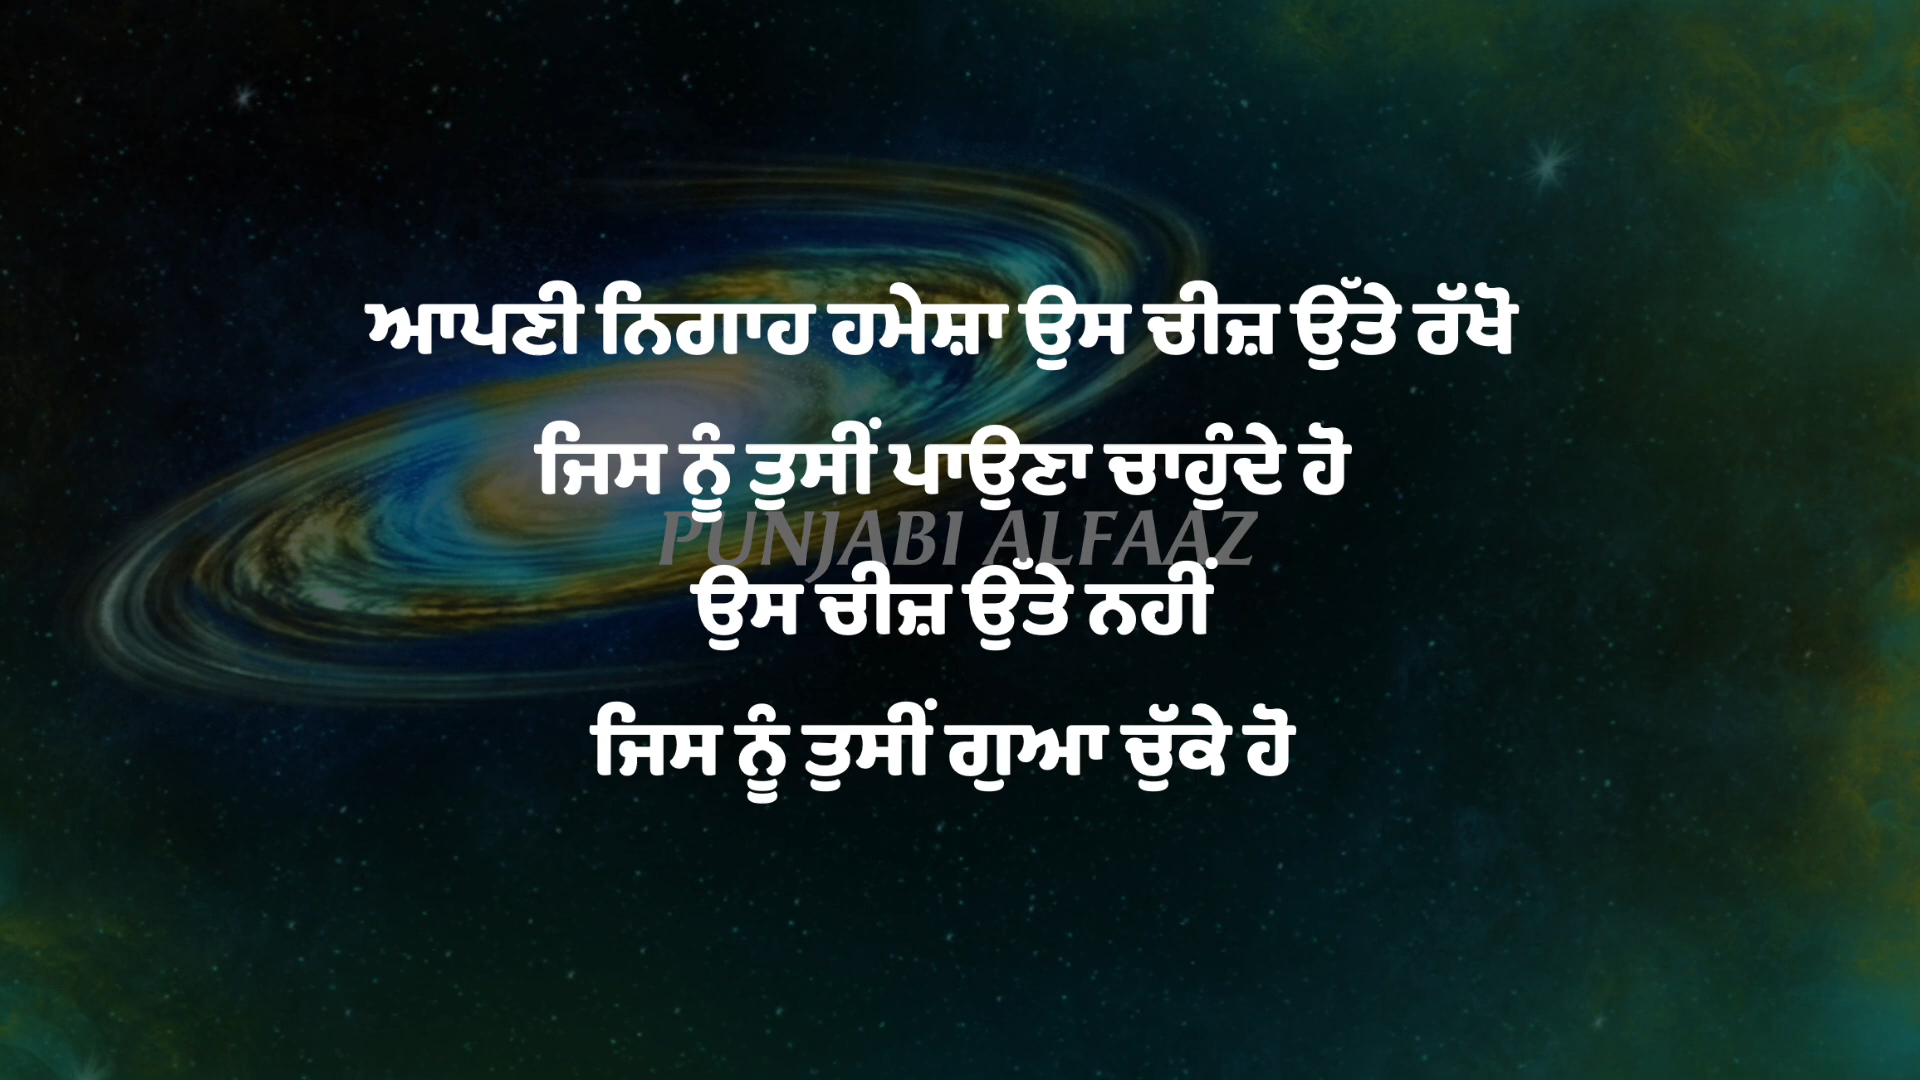 ਆਪਣੀ ਨਿਗਾਹ ਹਮੇਸ਼ਾ ਉਸ ਚੀਜ਼ ਉੱਤੇ ਰੱਖੋ
ਜਿਸ ਨੂੰ ਤੁਸੀਂ ਪਾਉਣਾ ਚਾਹੁੰਦੇ ਹੋ
PUNJABI ALFAAZ
ਉਸ ਚੀਜ਼ ਉੱਤੇ ਨਹੀਂ
ਜਿਸ ਨੂੰ ਤੁਸੀਂ ਗੁਆ ਚੁੱਕੇ ਹੋ